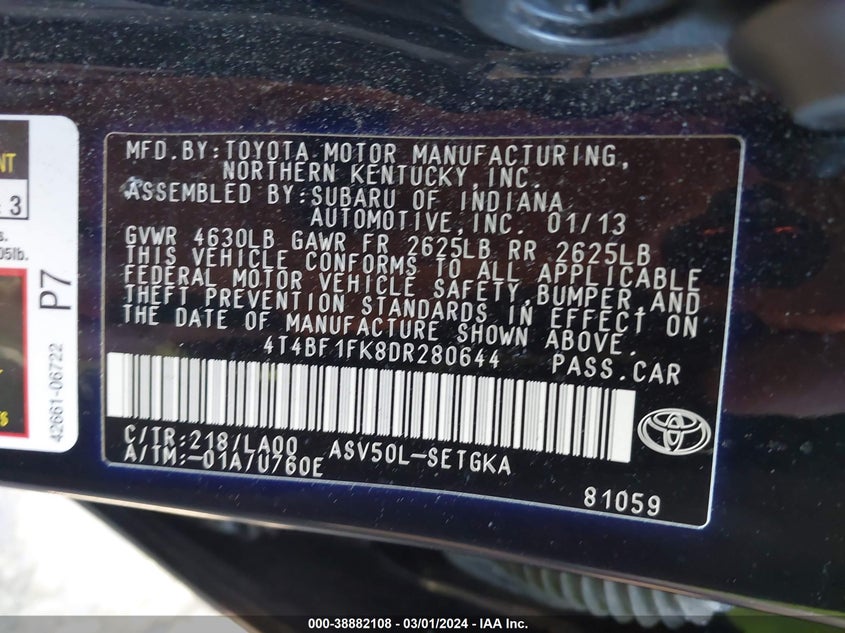 NT
3
s.
05lb.
P7
42661-06722
MFD.BY:TOYOTA MOTOR MANUFACTURING,
NORTHERN KENTUCKY,INC.
ASSEMBLED BY:SUBARU OF INDIANA
AUTOMOTIVE,INC. 01/13
GVWR 4630LB GAWR FR 2625LB RR 2625LB
THIS VEHICLE CONFORMS TO ALL APPLICABLE
FEDERAL MOTOR VEHICLE SAFETY,BUMPER,AND
THEFT PREVENTION STANDARDS IN EFFECT ON
THE DATE OF MANUFACTURE SHOWN ABOVE.
4T4BF1FK8DR280644 PASS.CAR
C/TR:218/LA00 ASV50L-SETGKA
A/TM:-01A/U760E
81059
000-38882108 - 03/01/2024 - IAA Inc.